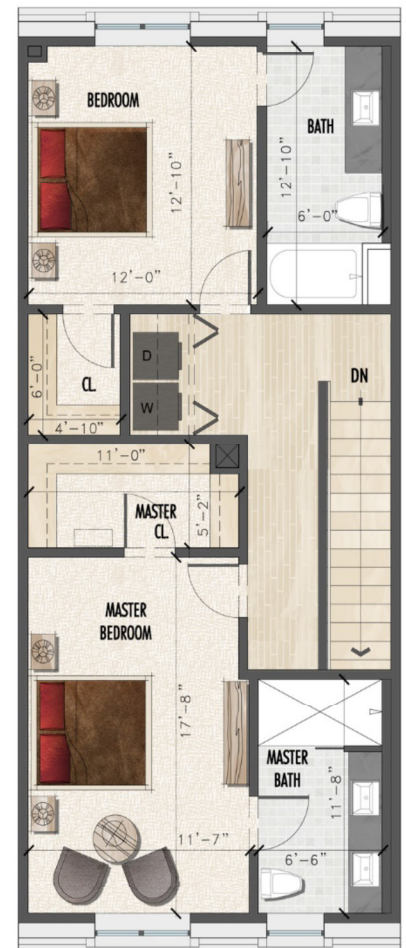 BEDROOM
BATH
12'-10"
12'-10"
6'-0"
12'-0"
D
W
DN
CL.
6'-0"
4'-10"
11'-0"
MASTER
CL.
5'-2"
MASTER
BEDROOM
17'-8"
MASTER
BATH
11'-8"
11'-7"
6'-6"